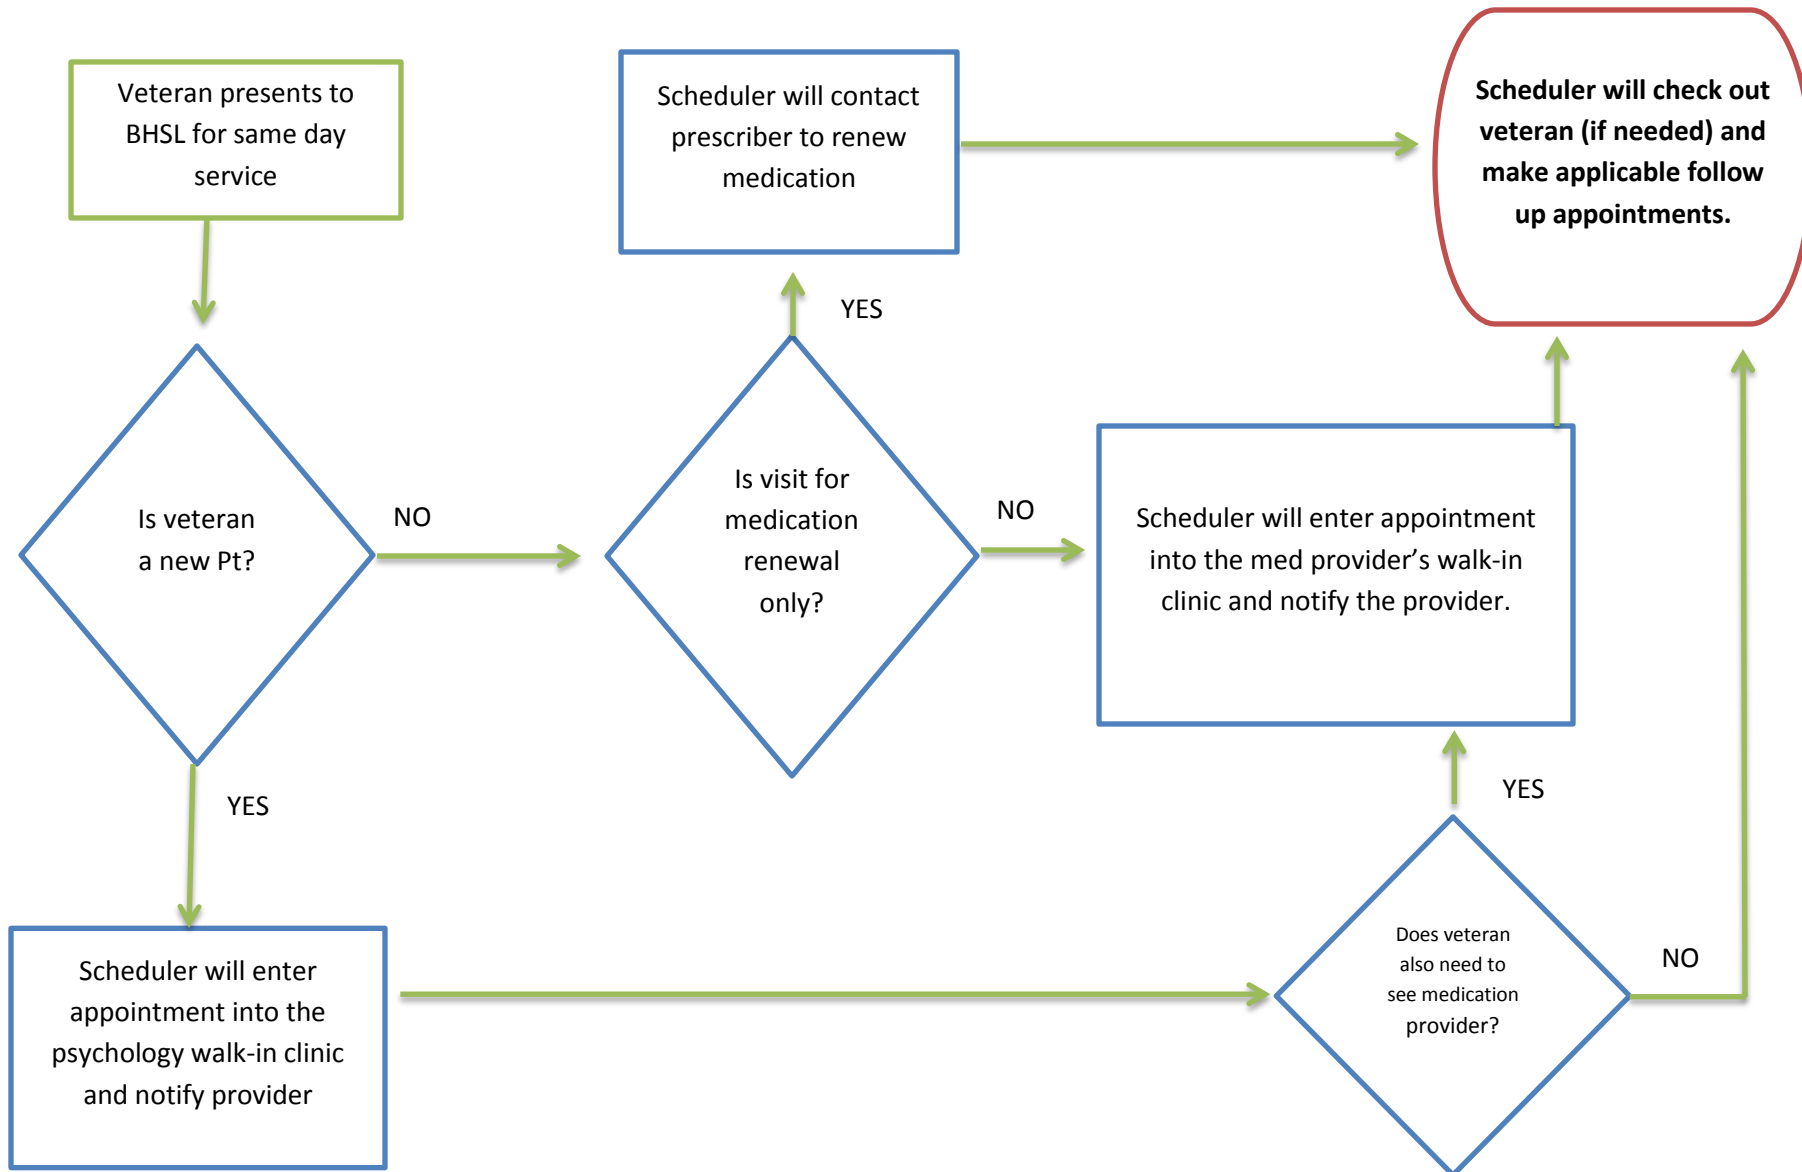 Veteran presents to
BHSL for same day
service
Scheduler will contact
prescriber to renew
medication
Scheduler will check out
veteran (if needed) and
make applicable follow
up appointments.
YES
Is veteran
a new Pt?
NO
Is visit for
medication
renewal
only?
NO
Scheduler will enter appointment
into the med provider’s walk-in
clinic and notify the provider.
YES
YES
Scheduler will enter
appointment into the
psychology walk-in clinic
and notify provider
Does veteran
also need to
see medication
provider?
NO